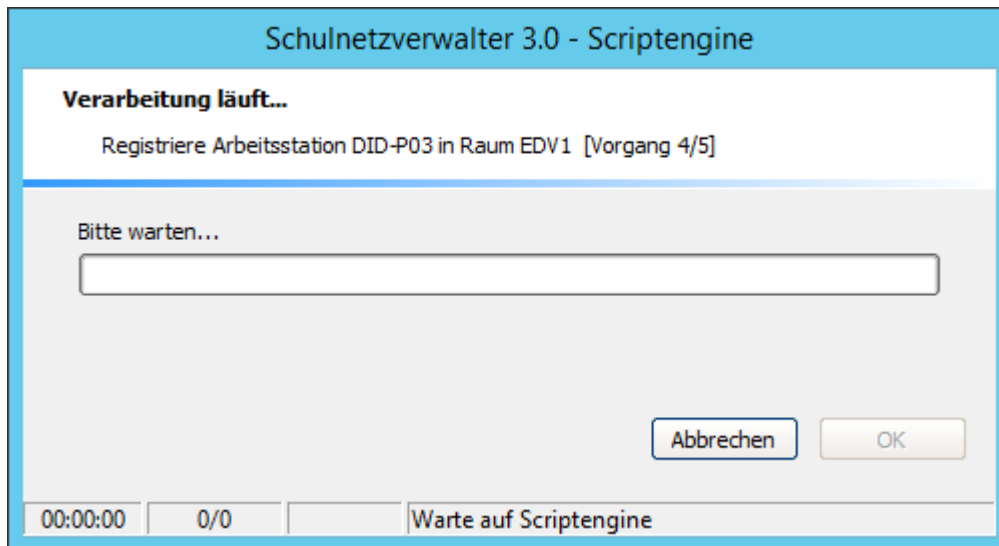 Schulnetzverwalter 3.0 - Scriptengine
Verarbeitung läuft...
Registriere Arbeitsstation DID-P03 in Raum EDV1 [Vorgang 4/5]
Bitte warten...
Abbrechen OK
00:00:00 0/0 Warte auf Scriptengine